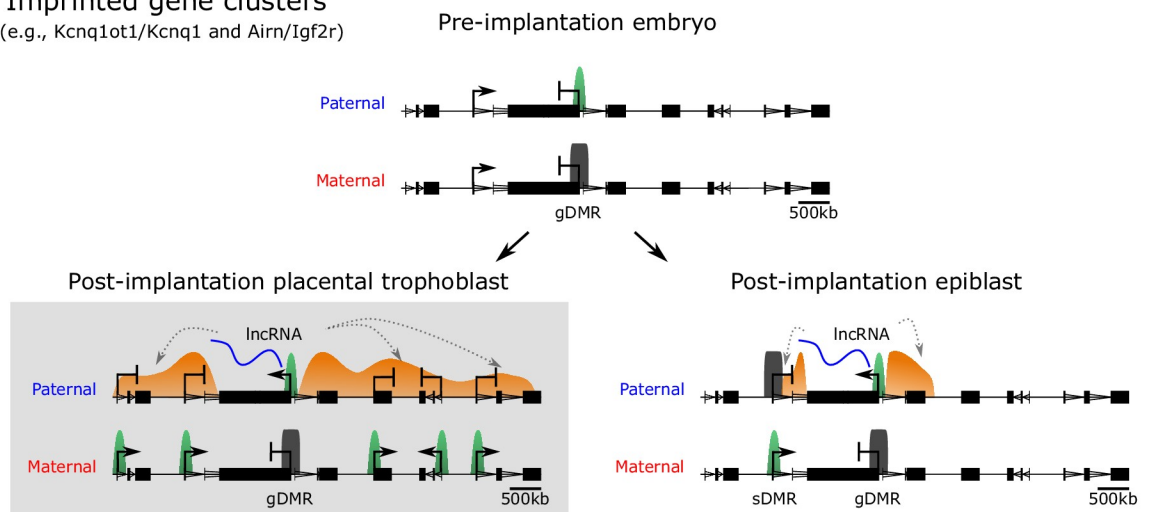 Imprinted gene clusters
(e.g., Kcnq1ot1/Kcnq1 and Airn/Igf2r)
Pre-implantation embryo
Paternal
Maternal
gDMR
500kb
Post-implantation placental trophoblast
lncRNA
Paternal
Maternal
gDMR
500kb
Post-implantation epiblast
lncRNA
Paternal
Maternal
sDMR
gDMR
500kb